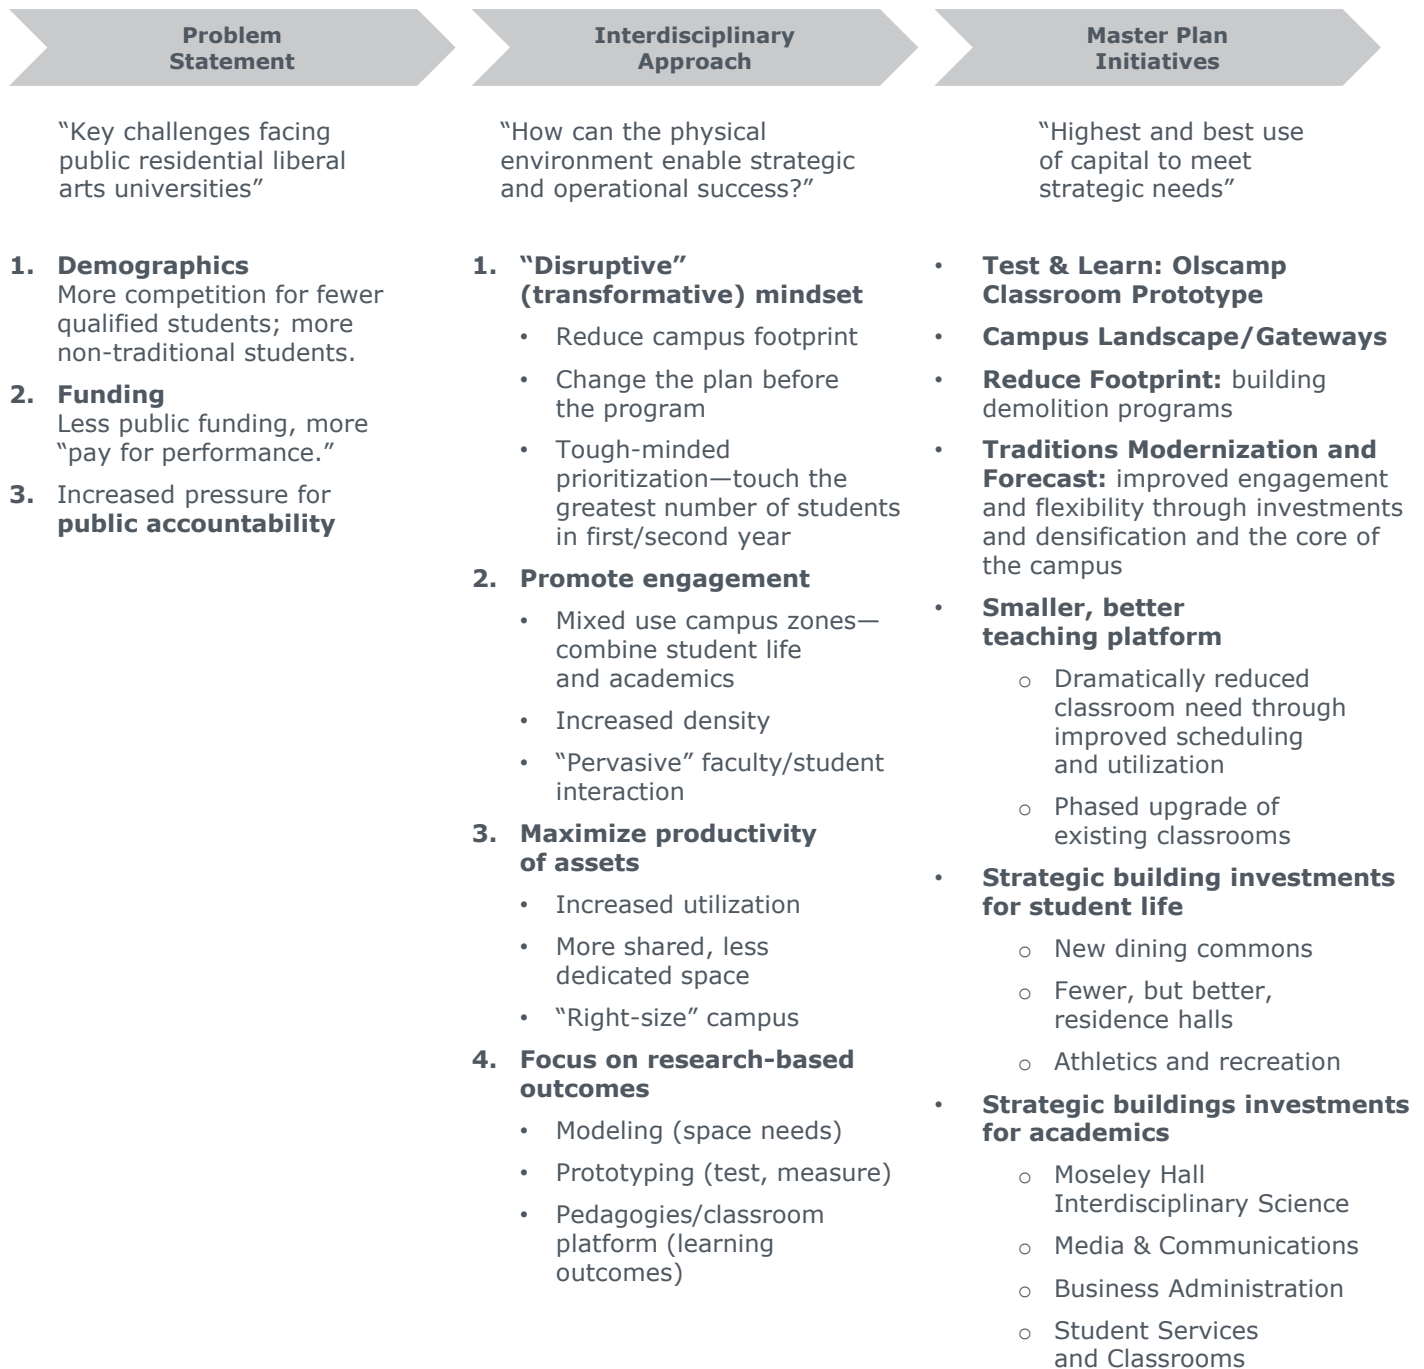 Problem
Statement
“Key challenges facing
public residential liberal
arts universities”
1. Demographics
More competition for fewer
qualified students; more
non-traditional students.
2. Funding
Less public funding, more
“pay for performance.”
3. Increased pressure for
public accountability
Interdisciplinary
Approach
“How can the physical
environment enable strategic
and operational success?”
1. “Disruptive”
(transformative) mindset
• Reduce campus footprint
• Change the plan before
the program
• Tough-minded
prioritization—touch the
greatest number of students
in first/second year
2. Promote engagement
• Mixed use campus zones—
combine student life
and academics
• Increased density
• “Pervasive” faculty/student
interaction
3. Maximize productivity
of assets
• Increased utilization
• More shared, less
dedicated space
• “Right-size” campus
4. Focus on research-based
outcomes
• Modeling (space needs)
• Prototyping (test, measure)
• Pedagogies/classroom
platform (learning
outcomes)
Master Plan
Initiatives
“Highest and best use
of capital to meet
strategic needs”
• Test & Learn: Olscamp
Classroom Prototype
• Campus Landscape/Gateways
• Reduce Footprint: building
demolition programs
• Traditions Modernization and
Forecast: improved engagement
and flexibility through investments
and densification and the core of
the campus
• Smaller, better
teaching platform
○ Dramatically reduced
classroom need through
improved scheduling
and utilization
○ Phased upgrade of
existing classrooms
• Strategic building investments
for student life
○ New dining commons
○ Fewer, but better,
residence halls
○ Athletics and recreation
• Strategic buildings investments
for academics
○ Moseley Hall
Interdisciplinary Science
○ Media & Communications
○ Business Administration
○ Student Services
and Classrooms